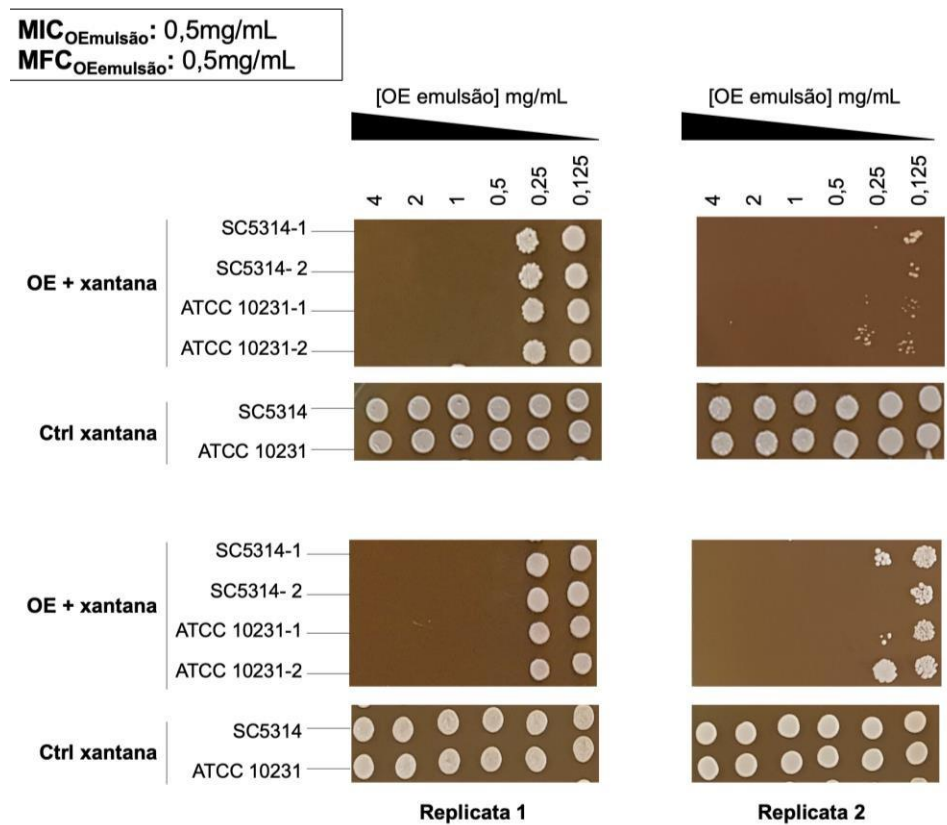 MICOEmulsão: 0,5mg/mL
MFCOEemulsão: 0,5mg/mL
[OE emulsão] mg/mL
4 2 1 0,5 0,25 0,125
[OE emulsão] mg/mL
4 2 1 0,5 0,25 0,125
OE + xantana
SC5314-1
SC5314- 2
ATCC 10231-1
ATCC 10231-2
Ctrl xantana
SC5314
ATCC 10231
OE + xantana
SC5314-1
SC5314- 2
ATCC 10231-1
ATCC 10231-2
Ctrl xantana
SC5314
ATCC 10231
Replicata 1
Replicata 2